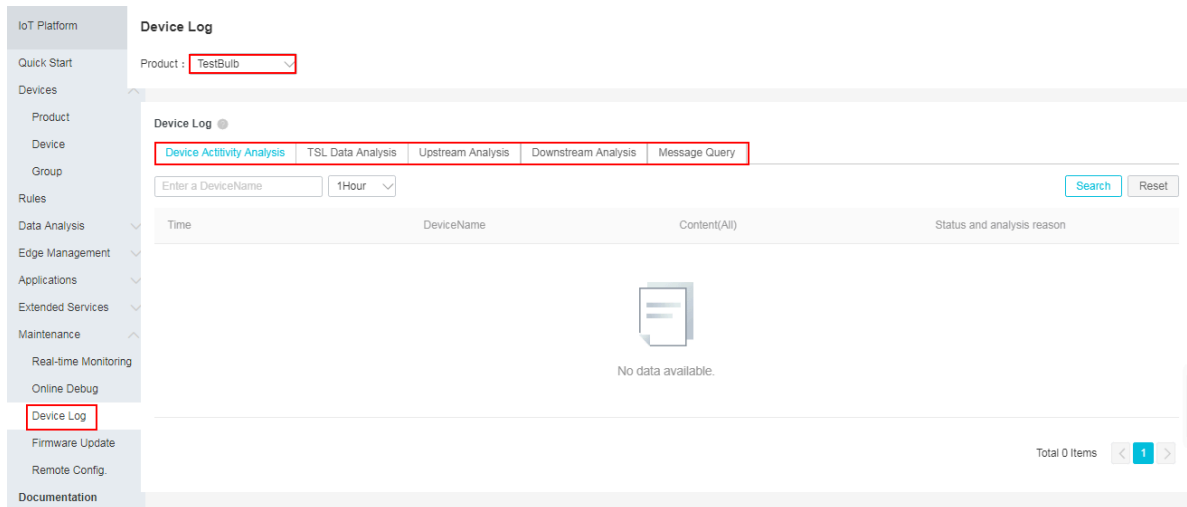 IoT Platform
Quick Start
Devices
Product
Device
Group
Rules
Data Analysis
Edge Management
Applications
Extended Services
Maintenance
Real-time Monitoring
Online Debug
Device Log
Firmware Update
Remote Config.
Documentation
Device Log
Product : TestBulb
Device Log
Device Actitivity Analysis TSL Data Analysis Upstream Analysis Downstream Analysis Message Query
Enter a DeviceName 1Hour Search Reset
Time DeviceName Content(All) Status and analysis reason
No data available.
Total 0 Items < 1 >